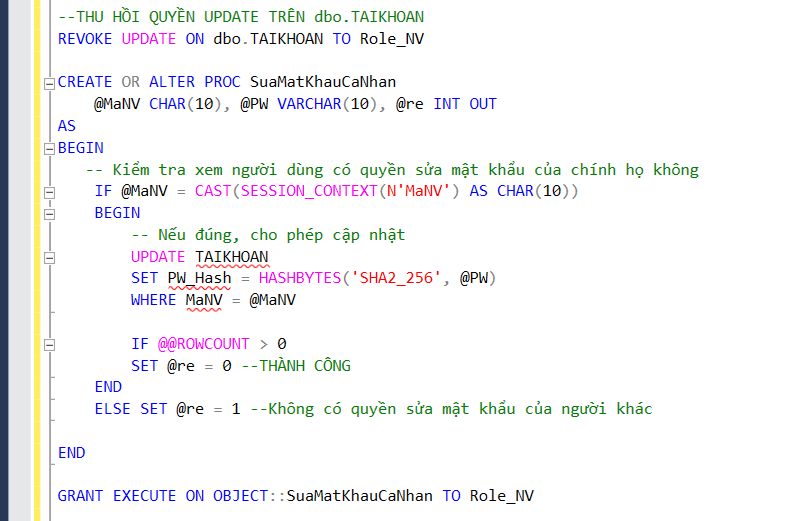 --THU HỒI QUYỀN UPDATE TRÊN dbo.TAIKHOAN
REVOKE UPDATE ON dbo.TAIKHOAN TO Role_NV
CREATE OR ALTER PROC SuaMatKhauCaNhan
@MaNV CHAR(10), @PW VARCHAR(10), @re INT OUT
AS
BEGIN
-- Kiểm tra xem người dùng có quyền sửa mật khẩu của chính họ không
IF @MaNV = CAST(SESSION_CONTEXT(N'MaNV') AS CHAR(10))
BEGIN
-- Nếu đúng, cho phép cập nhật
UPDATE TAIKHOAN
SET PW_Hash = HASHBYTES('SHA2_256', @PW)
WHERE MaNV = @MaNV
IF @@ROWCOUNT > 0
SET @re = 0 --THÀNH CÔNG
END
ELSE SET @re = 1 --Không có quyền sửa mật khẩu của người khác
END
GRANT EXECUTE ON OBJECT::SuaMatKhauCaNhan TO Role_NV